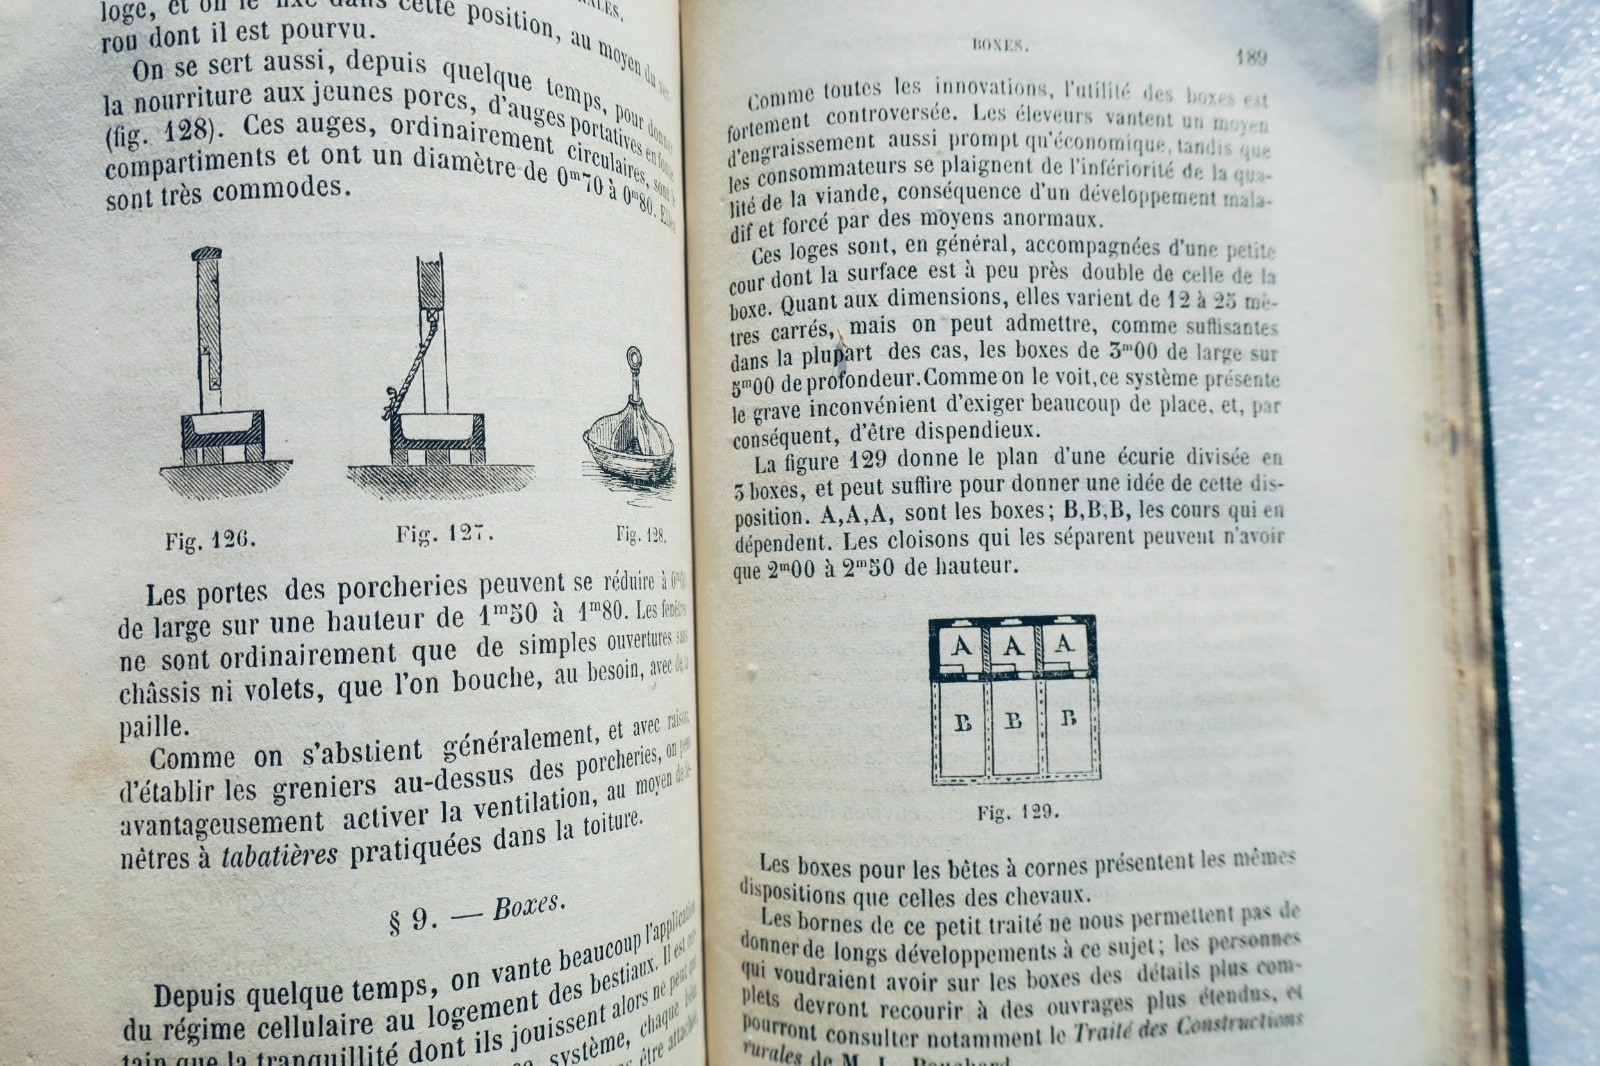 loge, et on le fixe dans cette position, au moyen du
rou dont il est pourvu.
On se sert aussi, depuis quelque temps, pour donner
la nourriture aux jeunes porcs, d'auges portatives en fonte
(fig. 128). Ces auges, ordinairement circulaires, sont
compartiments et ont un diamètre de 0m70 à 0m80. Elles
sont très commodes.
Fig. 126.
Fig. 127.
Fig. 128.
Les portes des porcheries peuvent se réduire à
de large sur une hauteur de 1m50 à 1m80. Les fenêtres
ne sont ordinairement que de simples ouvertures sans
châssis ni volets, que l'on bouche, au besoin, avec de la
paille.
Comme on s'abstient généralement, et avec raison,
d'établir les greniers au-dessus des porcheries, on peut
avantageusement activer la ventilation, au moyen de fe-
nêtres à tabatières pratiquées dans la toiture.
§ 9. — Boxes.
Depuis quelque temps, on vante beaucoup l'application
du régime cellulaire au logement des bestiaux. Il est
tain que la tranquillité dont ils jouissent alors ne peut que
système, chaque bête
être
BOXES.
189
Comme toutes les innovations, l'utilité des boxes est
fortement controversée. Les éleveurs vantent un moyen
d'engraissement aussi prompt qu'économique, tandis que
les consommateurs se plaignent de l'infériorité de la qua-
lité de la viande, conséquence d'un développement mala-
dif et forcé par des moyens anormaux.
Ces loges sont, en général, accompagnées d'une petite
cour dont la surface est à peu près double de celle de la
boxe. Quant aux dimensions, elles varient de 12 à 25 mè-
tres carrés, mais on peut admettre, comme suffisantes
dans la plupart des cas, les boxes de 3m00 de large sur
5m00 de profondeur. Comme on le voit, ce système présente
le grave inconvénient d'exiger beaucoup de place, et, par
conséquent, d'être dispendieux.
La figure 129 donne le plan d'une écurie divisée en
3 boxes, et peut suffire pour donner une idée de cette dis-
position. A,A,A, sont les boxes; B,B,B, les cours qui en
dépendent. Les cloisons qui les séparent peuvent n'avoir
que 2m00 à 2m50 de hauteur.
A A A
B B B
Fig. 129.
Les boxes pour les bêtes à cornes présentent les mêmes
dispositions que celles des chevaux.
Les bornes de ce petit traité ne nous permettent pas de
donner de longs développements à ce sujet; les personnes
qui voudraient avoir sur les boxes des détails plus com-
plets devront recourir à des ouvrages plus étendus, et
pourront consulter notamment le Traité des Constructions
rurales de M. L. Bouchard